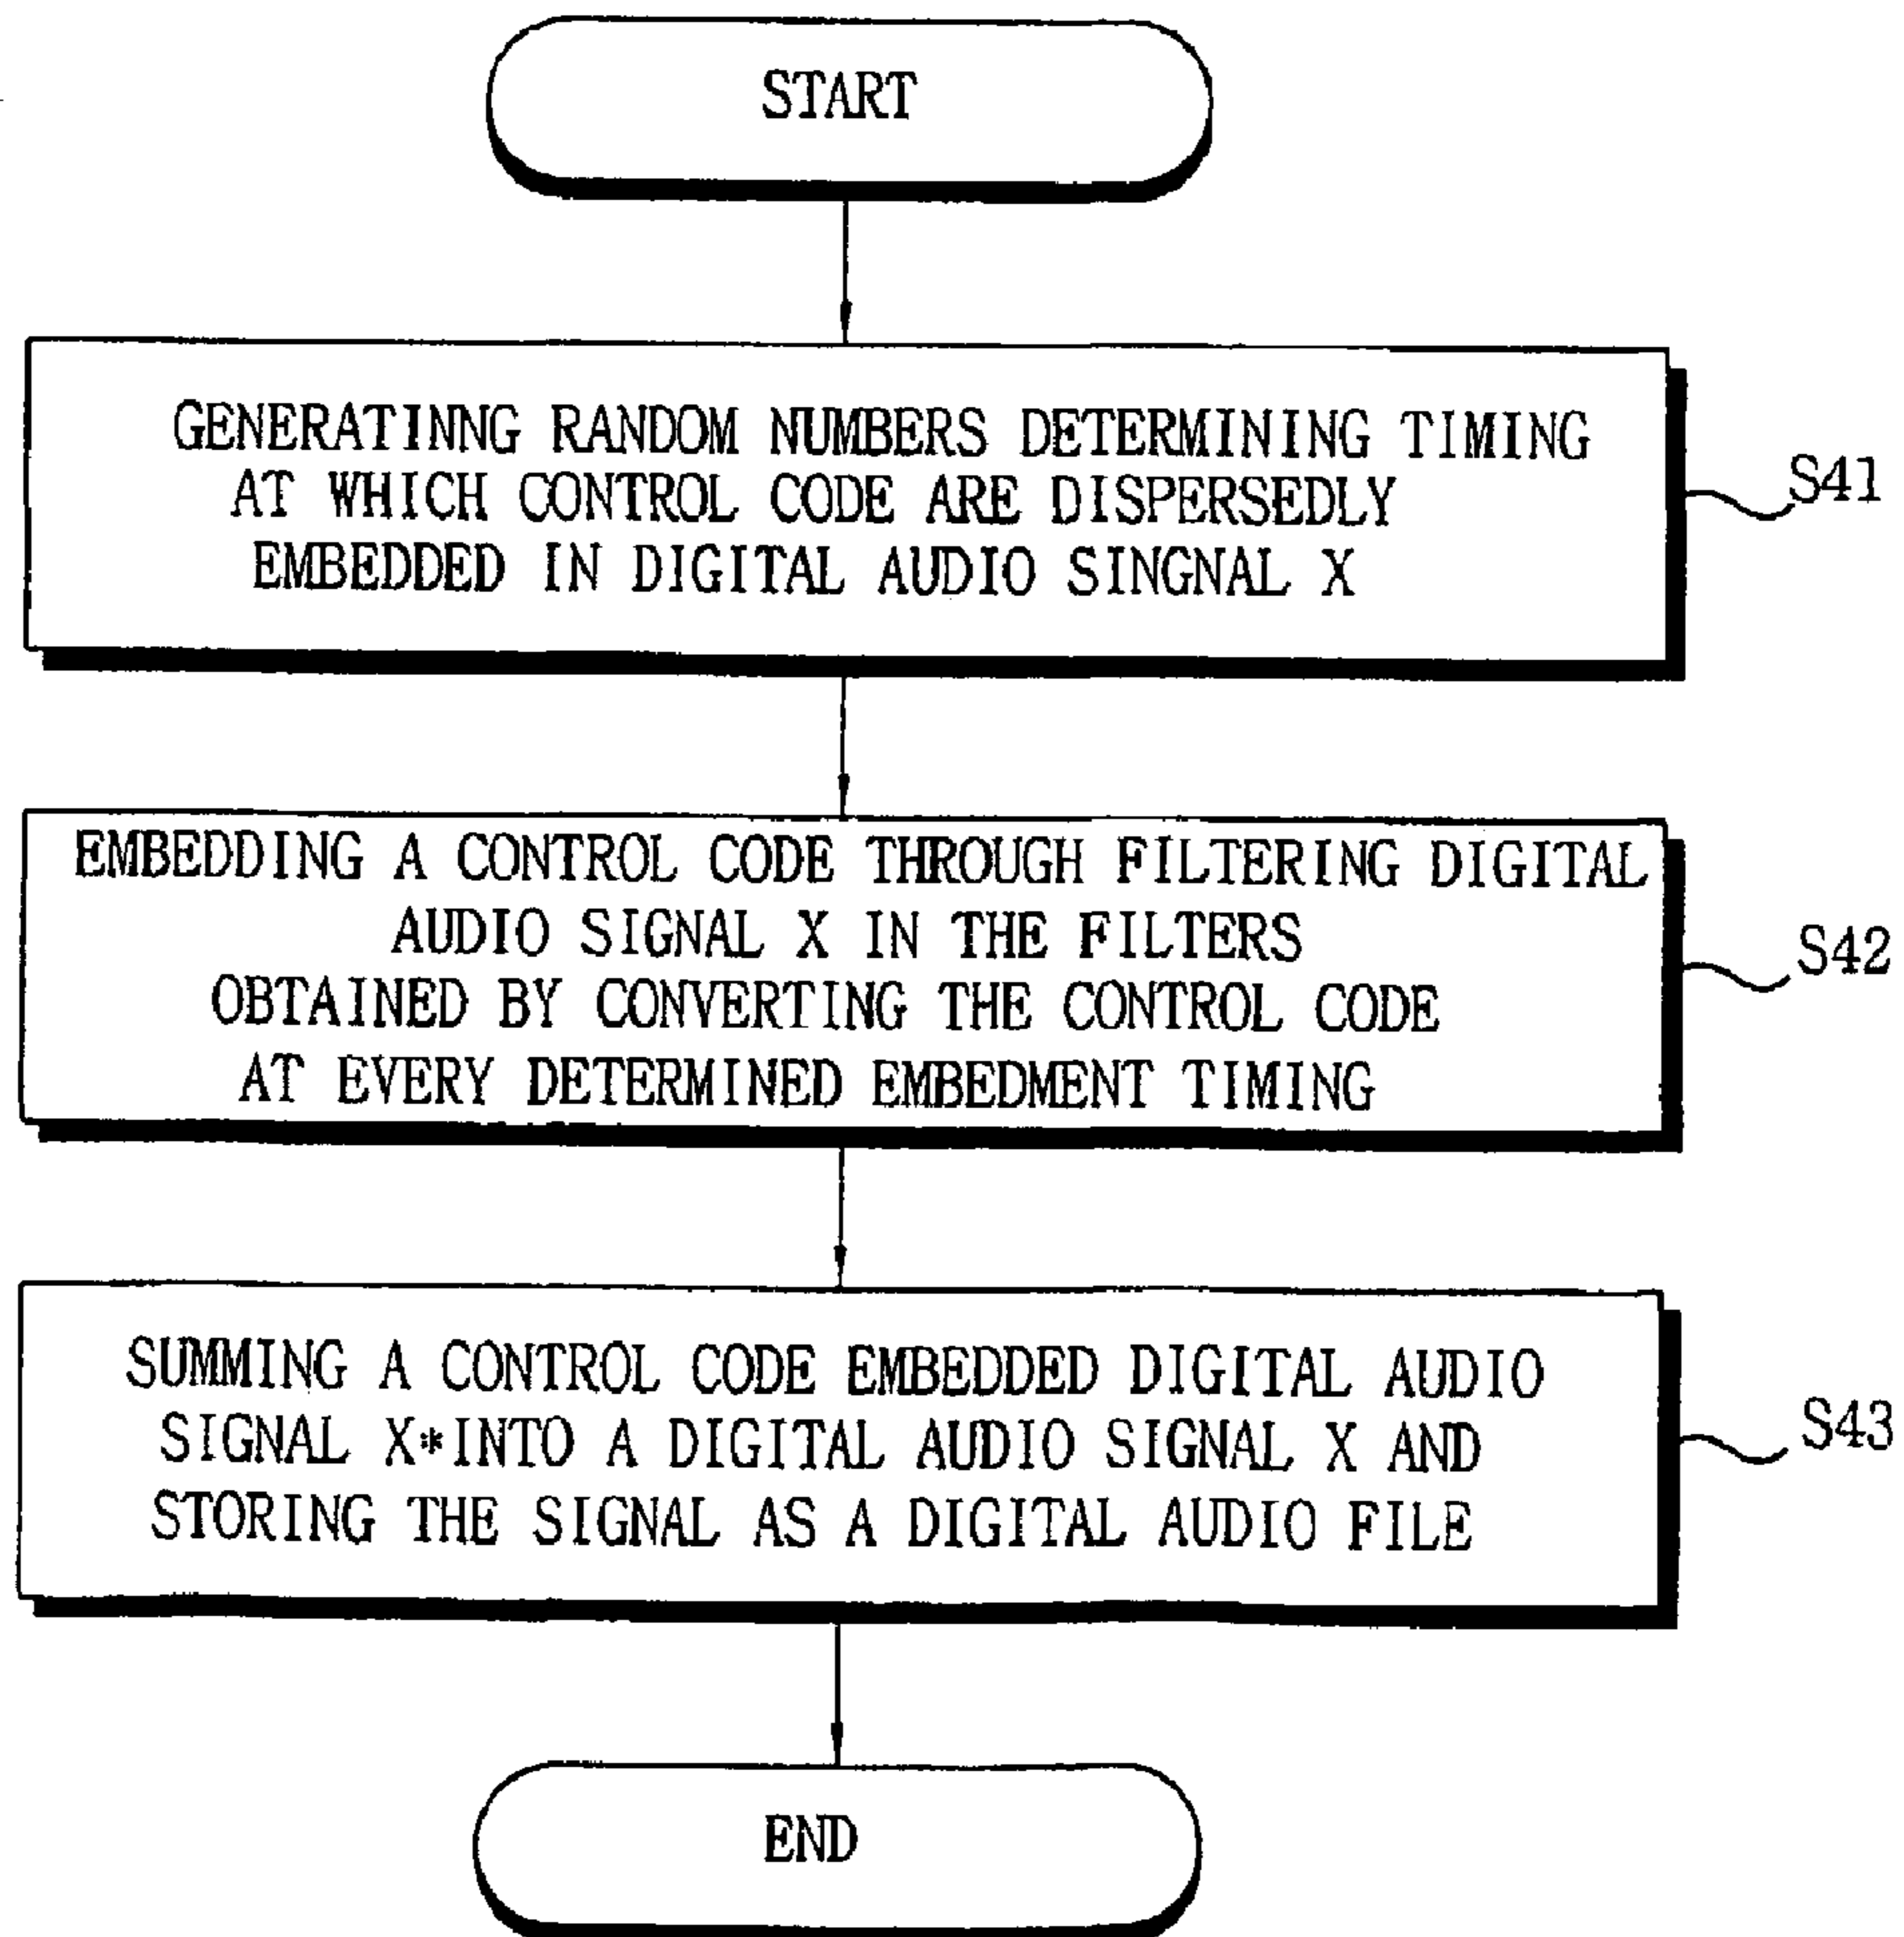 START
GENERATINNG RANDOM NUMBERS DETERMINING TIMING
AT WHICH CONTROL CODE ARE DISPERSEDLY
EMBEDDED IN DIGITAL AUDIO SINGNAL X
S41
EMBEDDING A CONTROL CODE THROUGH FILTERING DIGITAL
AUDIO SIGNAL X IN THE FILTERS
OBTAINED BY CONVERTING THE CONTROL CODE
AT EVERY DETERMINED EMBEDMENT TIMING
S42
SUMMING A CONTROL CODE EMBEDDED DIGITAL AUDIO
SIGNAL X*INTO A DIGITAL AUDIO SIGNAL X AND
STORING THE SIGNAL AS A DIGITAL AUDIO FILE
S43
END